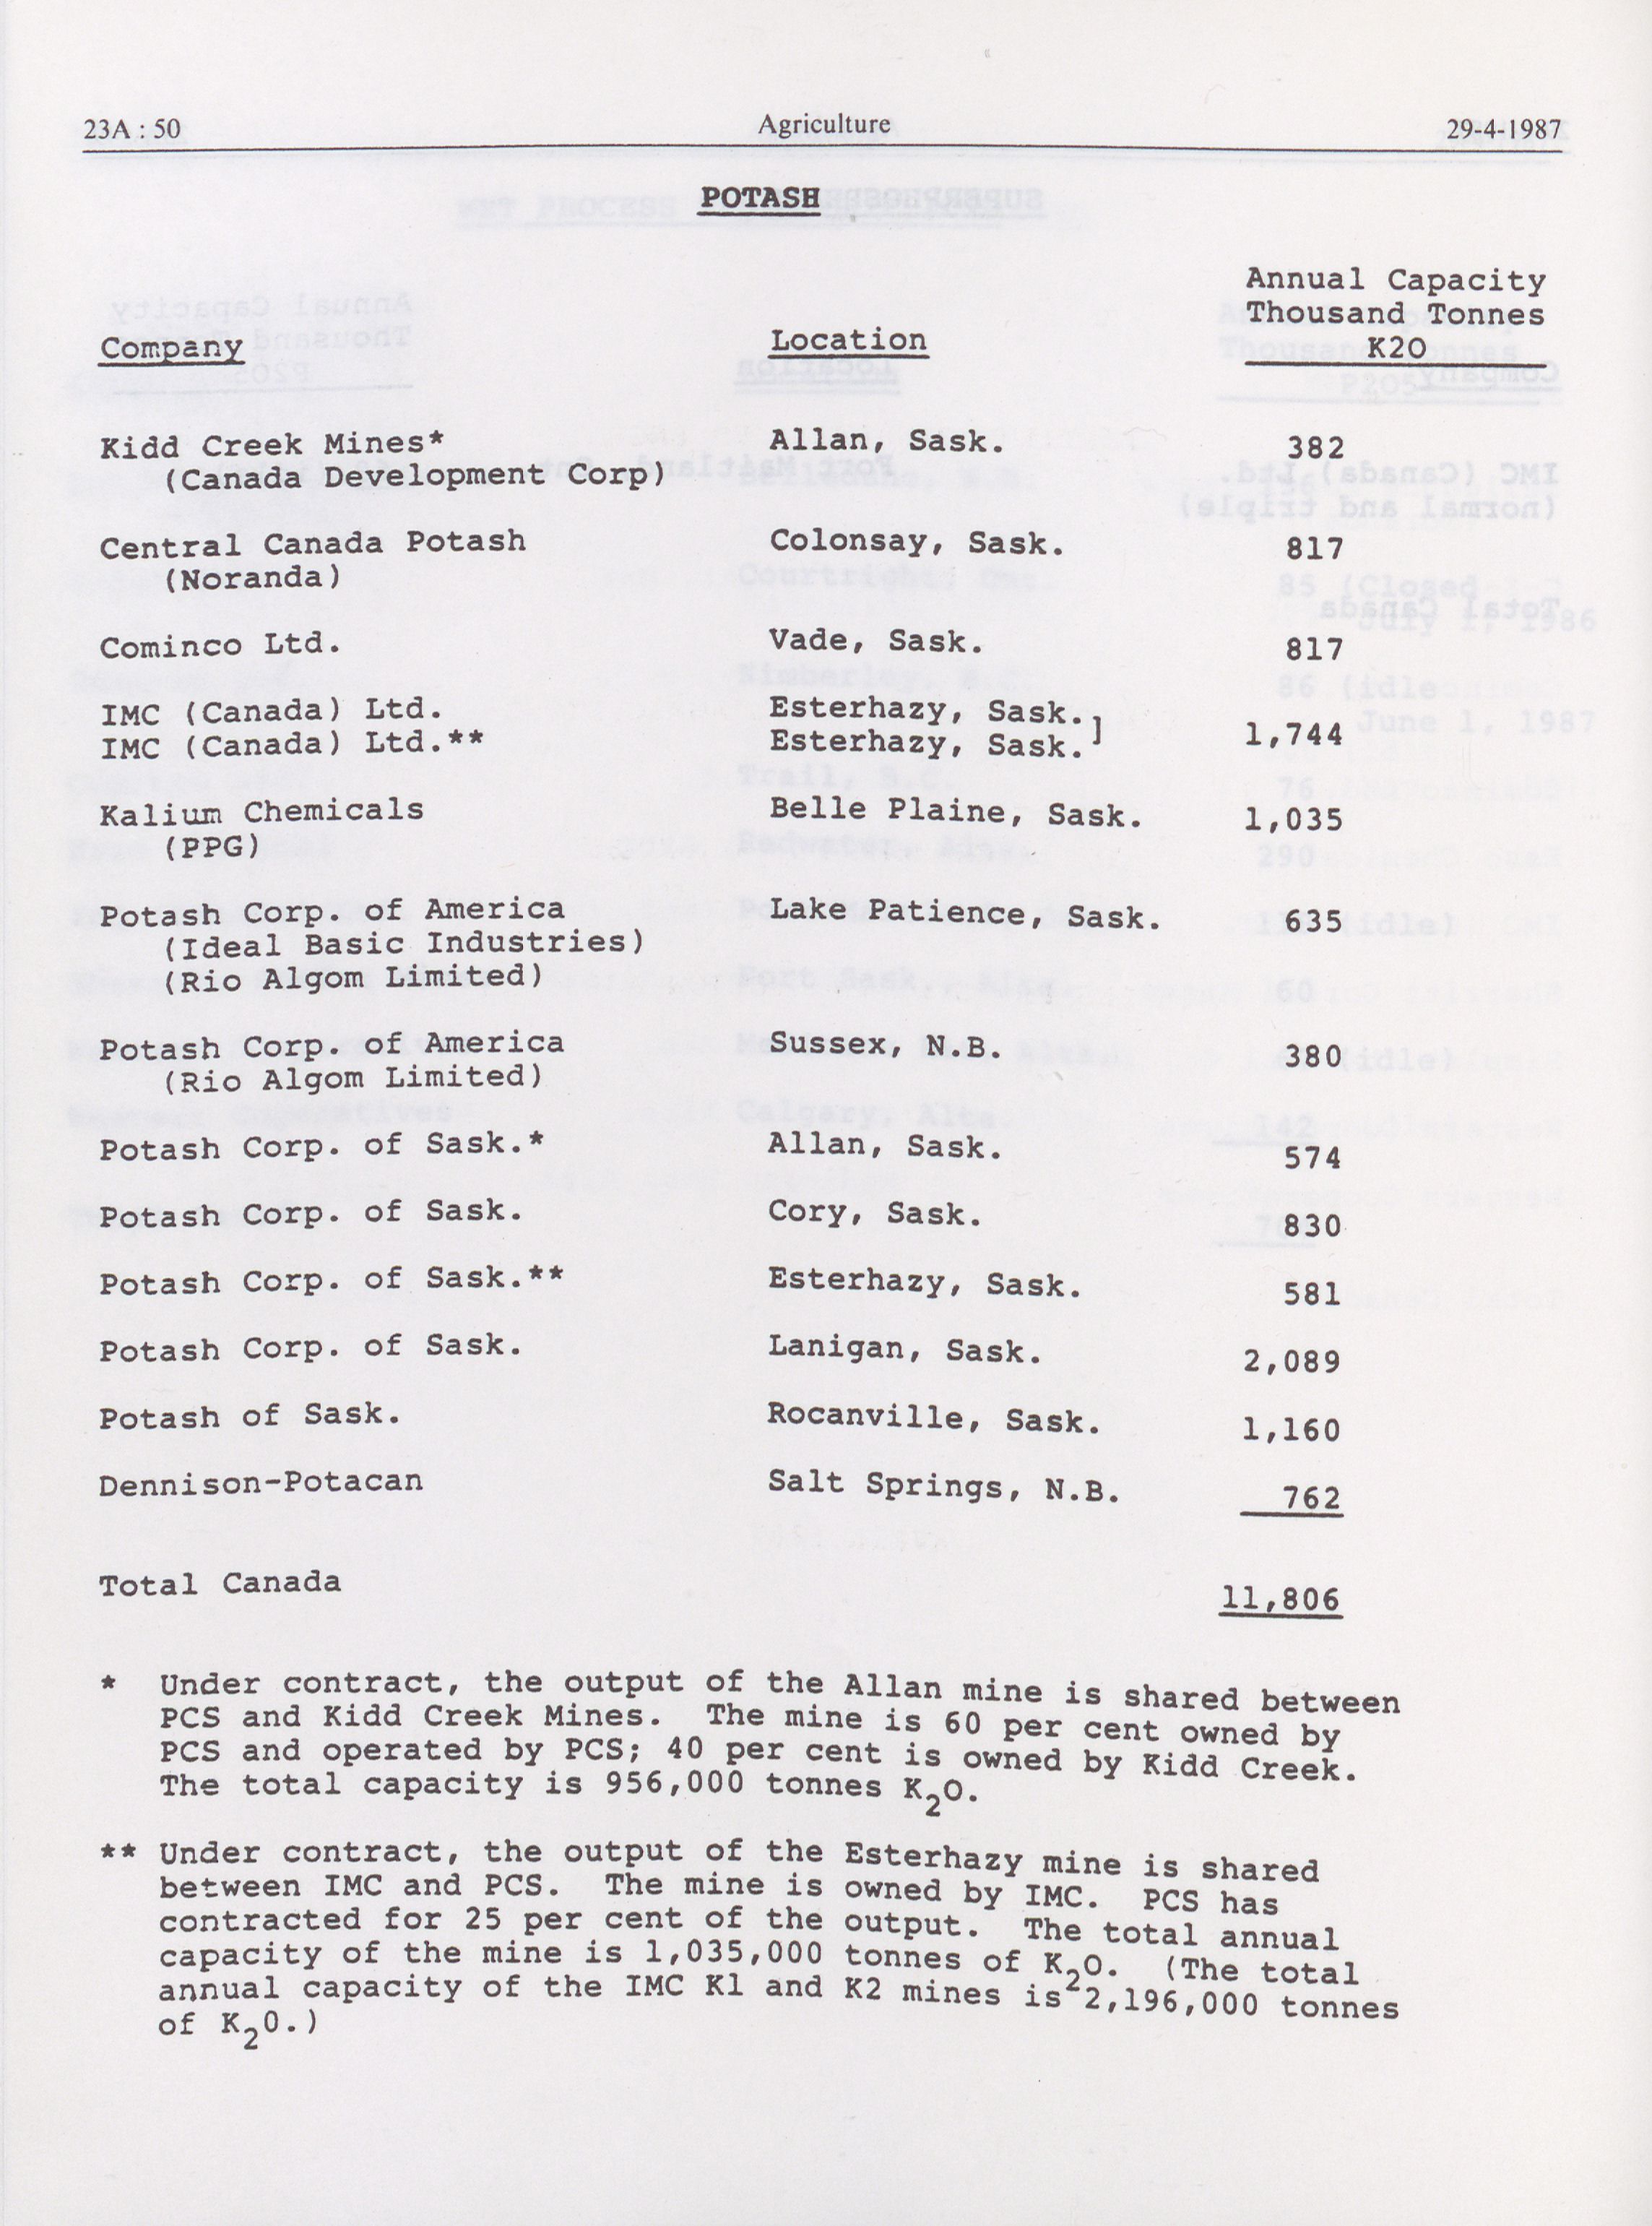 23A : 50 Agriculture 29-4-1987
POTASH
Annual Capacity
Thousand Tonnes
Company Location K2O
Kidd Creek Mines* Allan, Sask. 382
(Canada Development Corp)
Central Canada Potash Colonsay, Sask. 817
(Noranda)
Cominco Ltd. Vade, Sask. 817
IMC (Canada) Ltd. Esterhazy, Sask.
IMC (Canada) Ltd.** Esterhazy, Sask.] 1,744
Kalium Chemicals Belle Plaine, Sask. 1,035
(PPG)
Potash Corp. of America Lake Patience, Sask. 635
(Ideal Basic Industries)
(Rio Algom Limited)
Potash Corp. of America Sussex, N.B. 380
(Rio Algom Limited)
Potash Corp. of Sask.* Allan, Sask. 574
Potash Corp. of Sask. Cory, Sask. 830
Potash Corp. of Sask.** Esterhazy, Sask. 581
Potash Corp. of Sask. Lanigan, Sask. 2,089
Potash of Sask. Rocanville, Sask. 1,160
Dennison-Potacan Salt Springs, N.B. 762
Total Canada 11,806
* Under contract, the output of the Allan mine is shared between
PCS and Kidd Creek Mines. The mine is 60 per cent owned by
PCS and operated by PCS; 40 per cent is owned by Kidd Creek.
The total capacity is 956,000 tonnes K2O.
** Under contract, the output of the Esterhazy mine is shared
between IMC and PCS. The mine is owned by IMC. PCS has
contracted for 25 per cent of the output. The total annual
capacity of the mine is 1,035,000 tonnes of K2O. (The total
annual capacity of the IMC K1 and K2 mines is 2,196,000 tonnes
of K2O.)